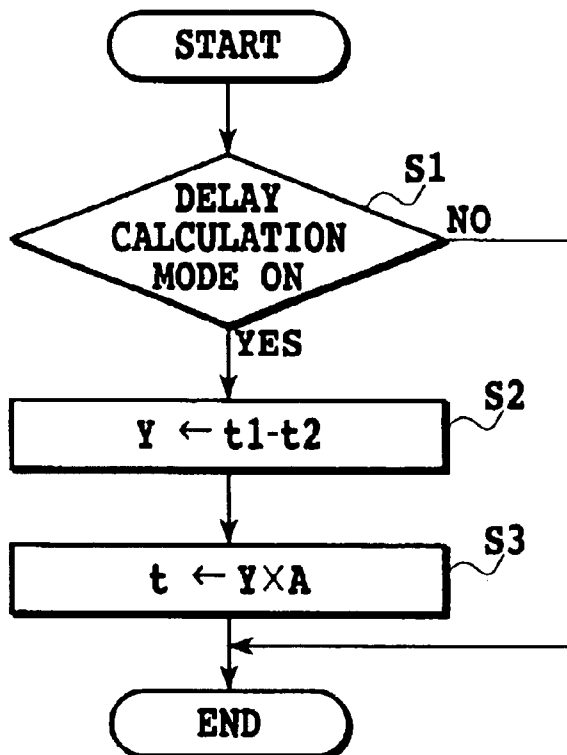 START
S1
DELAY
CALCULATION
MODE ON
NO
YES
S2
Y ← t1-t2
S3
t ← Y×A
END